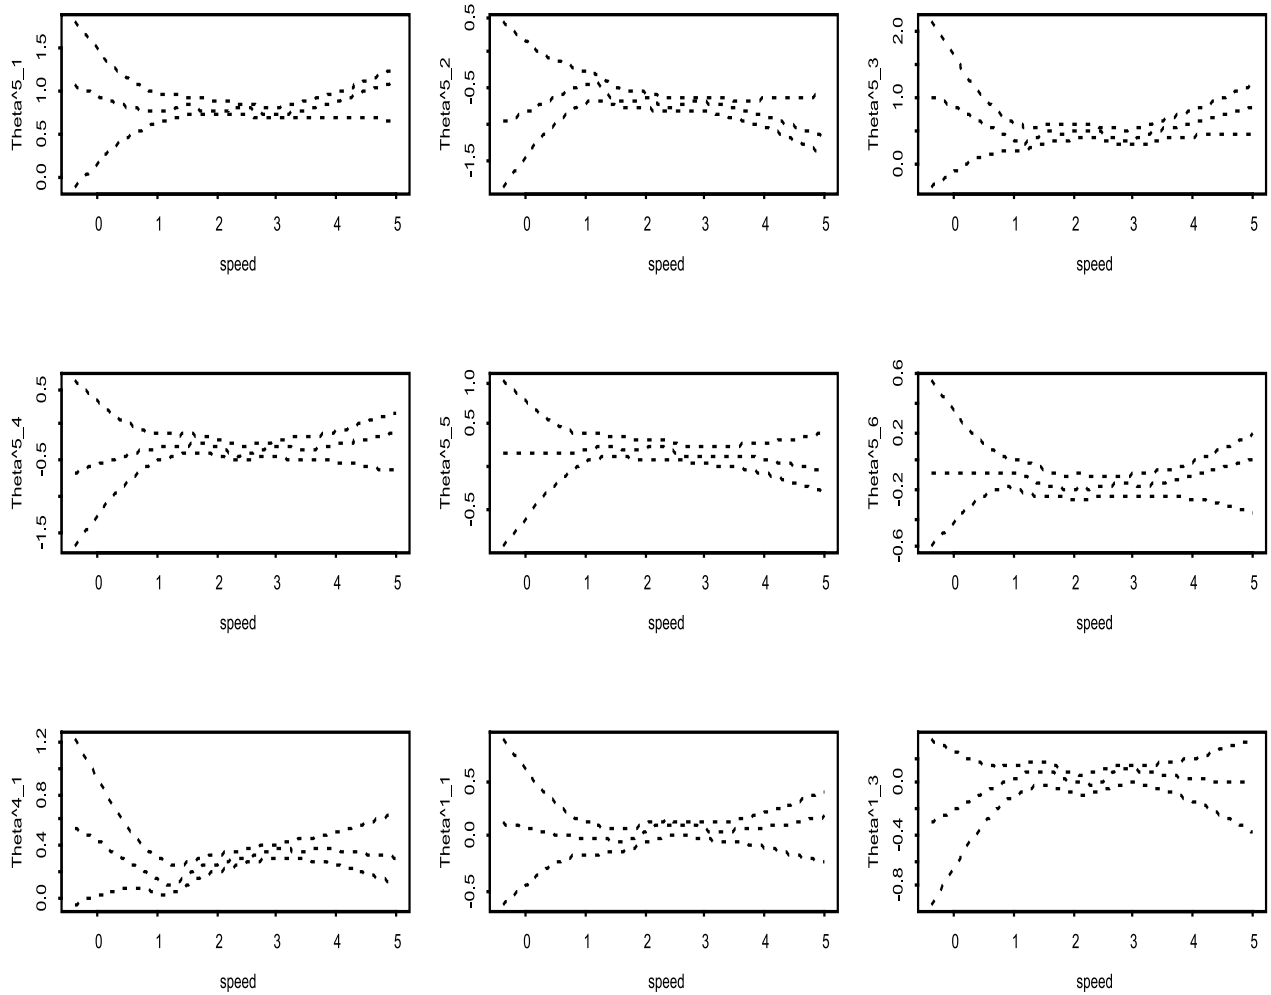 Theta^5_1
1.5
1.0
0.5
0.0
0 1 2 3 4 5
speed
Theta^5_2
0.5
-0.5
-1.5
0 1 2 3 4 5
speed
Theta^5_3
2.0
1.0
0.0
0 1 2 3 4 5
speed
Theta^5_4
0.5
-0.5
-1.5
0 1 2 3 4 5
speed
Theta^5_5
1.0
0.5
-0.5
0 1 2 3 4 5
speed
Theta^5_6
0.6
0.2
-0.2
-0.6
0 1 2 3 4 5
speed
Theta^4_1
1.2
0.8
0.4
0.0
0 1 2 3 4 5
speed
Theta^1_1
0.5
0.0
-0.5
0 1 2 3 4 5
speed
Theta^1_3
0.0
-0.4
-0.8
0 1 2 3 4 5
speed